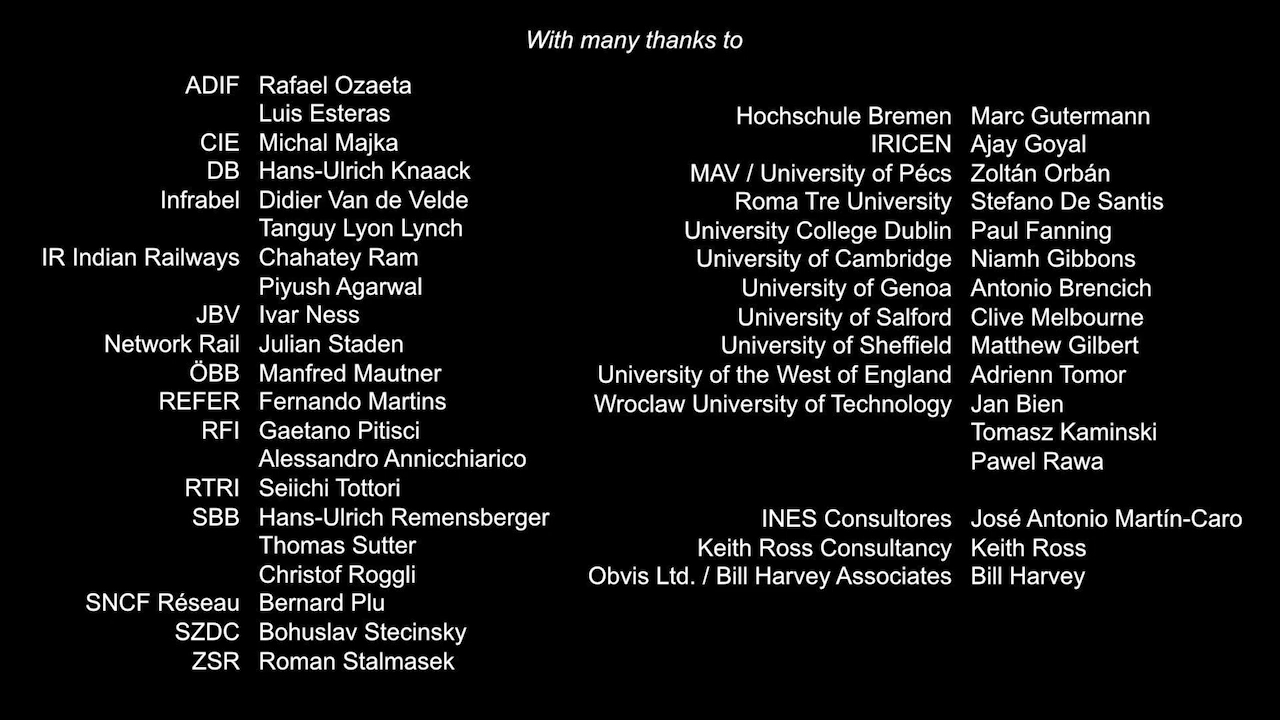 With many thanks to
ADIF Rafael Ozaeta
Luis Esteras
CIE Michal Majka
DB Hans-Ulrich Knaack
Infrabel Didier Van de Velde
Tanguy Lyon Lynch
IR Indian Railways Chahatey Ram
Piyush Agarwal
JBV Ivar Ness
Network Rail Julian Staden
ÖBB Manfred Mautner
REFER Fernando Martins
RFI Gaetano Pitisci
Alessandro Annicchiarico
RTRI Seiichi Tottori
SBB Hans-Ulrich Remensberger
Thomas Sutter
Christof Roggli
SNCF Réseau Bernard Plu
SZDC Bohuslav Stecinsky
ZSR Roman Stalmasek
Hochschule Bremen Marc Gutermann
IRICEN Ajay Goyal
MAV / University of Pécs Zoltán Orbán
Roma Tre University Stefano De Santis
University College Dublin Paul Fanning
University of Cambridge Niamh Gibbons
University of Genoa Antonio Brencich
University of Salford Clive Melbourne
University of Sheffield Matthew Gilbert
University of the West of England Adrienn Tomor
Wroclaw University of Technology Jan Bien
Tomasz Kaminski
Pawel Rawa
INES Consultores José Antonio Martín-Caro
Keith Ross Consultancy Keith Ross
Obvis Ltd. / Bill Harvey Associates Bill Harvey